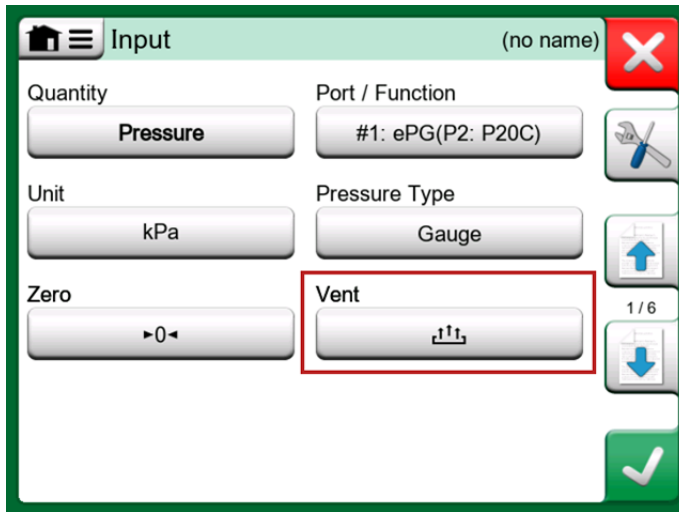 Input (no name)
Quantity
Pressure
Port / Function
#1: ePG(P2: P20C)
Unit
kPa
Pressure Type
Gauge
Zero
►0◄
Vent
1 / 6